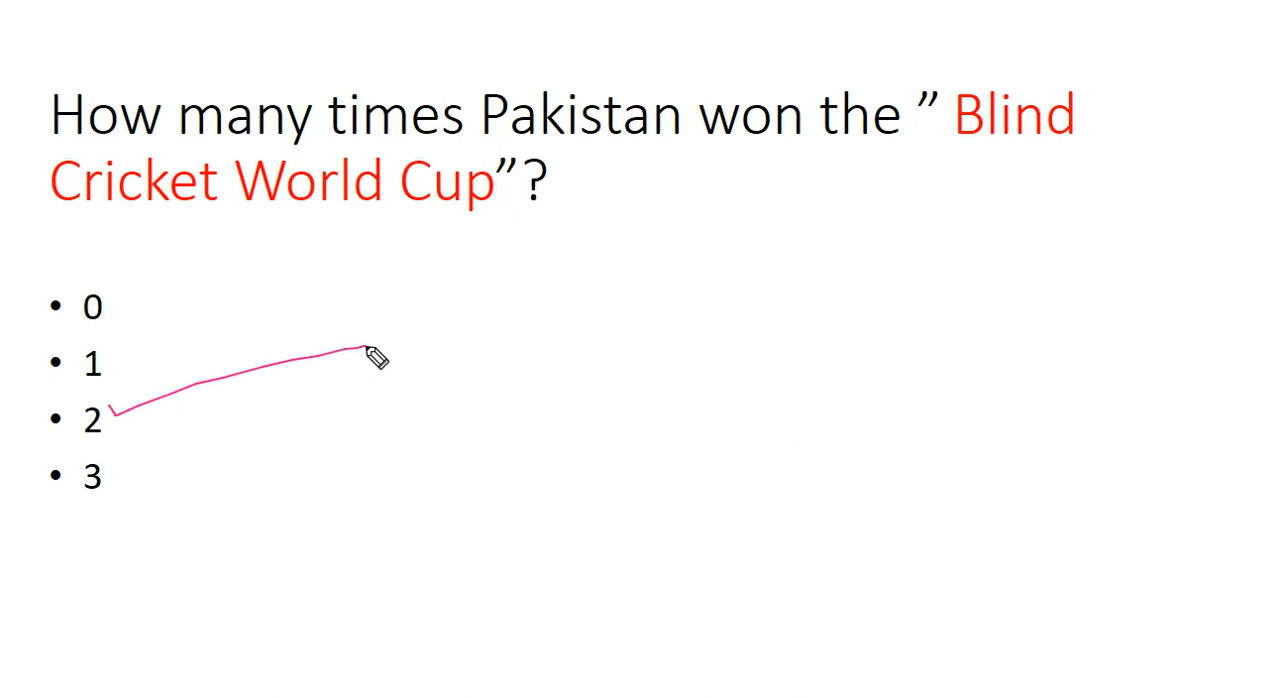 How many times Pakistan won the ” Blind
Cricket World Cup”?
• 0
• 1
• 2
• 3